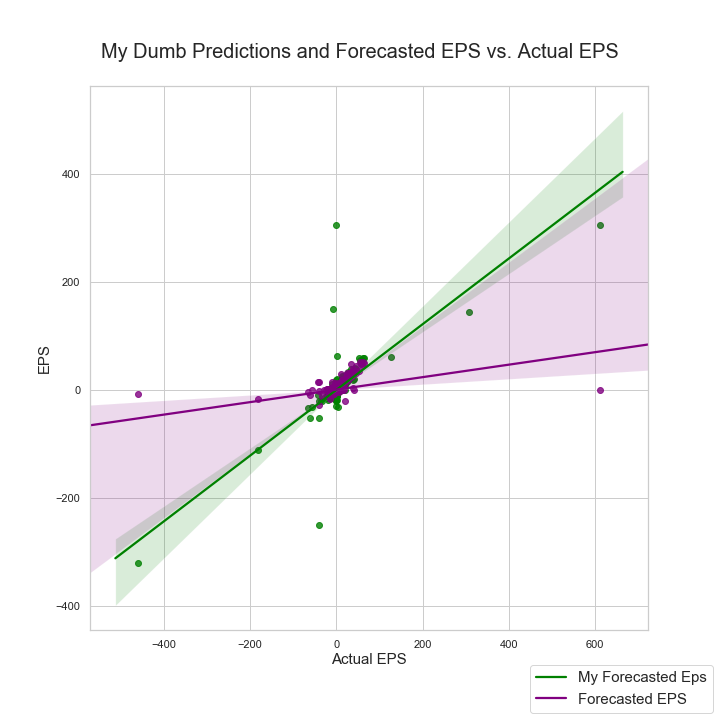 My Dumb Predictions and Forecasted EPS vs. Actual EPS
EPS
400
200
0
−200
−400
−400 −200 0 200 400 600
Actual EPS
My Forecasted Eps
Forecasted EPS